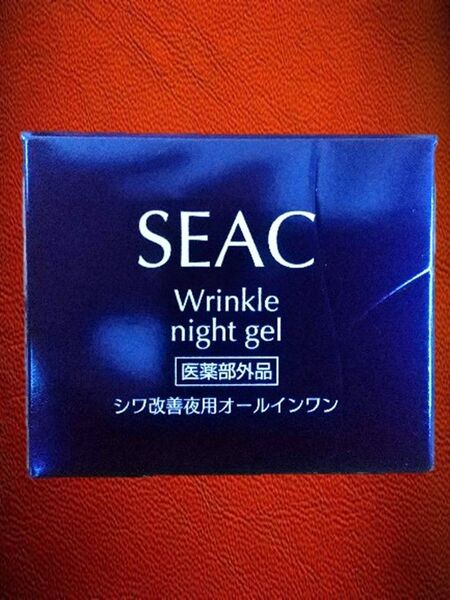 SEAC
Wrinkle
night gel
医薬部外品
シワ改善夜用オールインワン